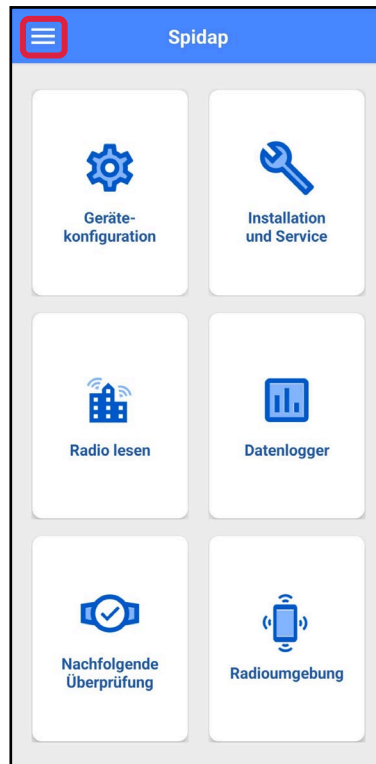 Spidap
Geräte-
konfiguration
Installation
und Service
Radio lesen
Datenlogger
Nachfolgende
Überprüfung
Radioumgebung